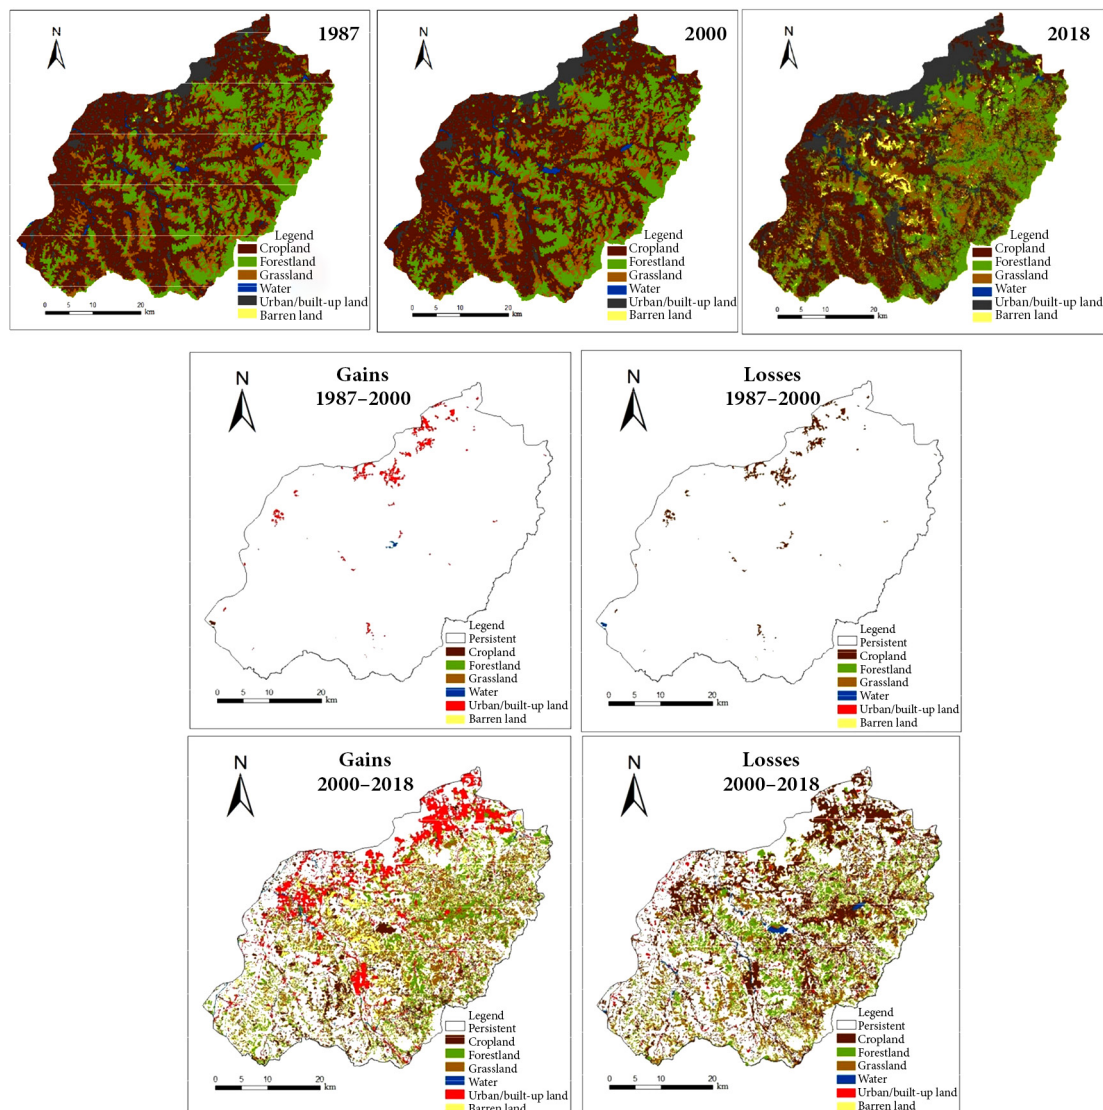 N
1987
Legend
Cropland
Forestland
Grassland
Water
Urban/built-up land
Barren land
0 5 10 20
km
N
2000
Legend
Cropland
Forestland
Grassland
Water
Urban/built-up land
Barren land
0 5 10 20
km
N
2018
Legend
Cropland
Forestland
Grassland
Water
Urban/built-up land
Barren land
0 5 10 20
km
N
Gains
1987–2000
Legend
Persistent
Cropland
Forestland
Grassland
Water
Urban/built-up land
Barren land
0 5 10 20
km
N
Losses
1987–2000
Legend
Persistent
Cropland
Forestland
Grassland
Water
Urban/built-up land
Barren land
0 5 10 20
km
N
Gains
2000–2018
Legend
Persistent
Cropland
Forestland
Grassland
Water
Urban/built-up land
Barren land
0 5 10 20
km
N
Losses
2000–2018
Legend
Persistent
Cropland
Forestland
Grassland
Water
Urban/built-up land
Barren land
0 5 10 20
km